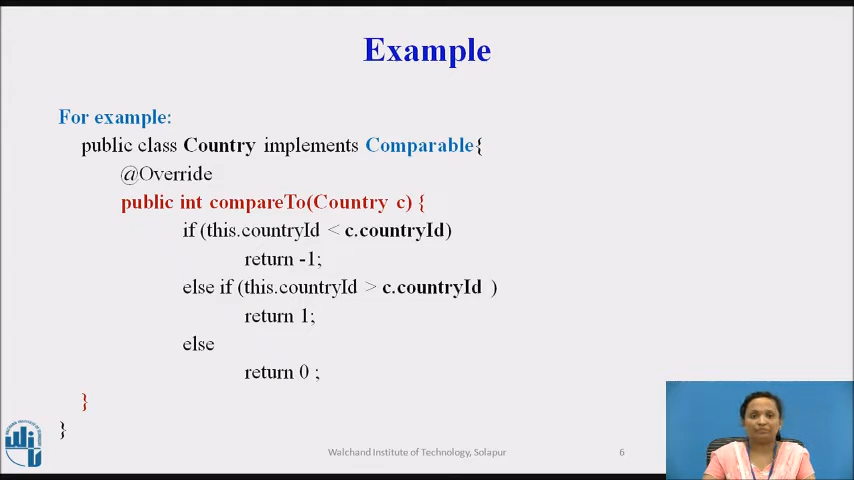 Example
For example:
public class Country implements Comparable{
@Override
public int compareTo(Country c) {
if (this.countryId < c.countryId)
return -1;
else if (this.countryId > c.countryId )
return 1;
else
return 0 ;
}
}
Walchand Institute of Technology, Solapur
6